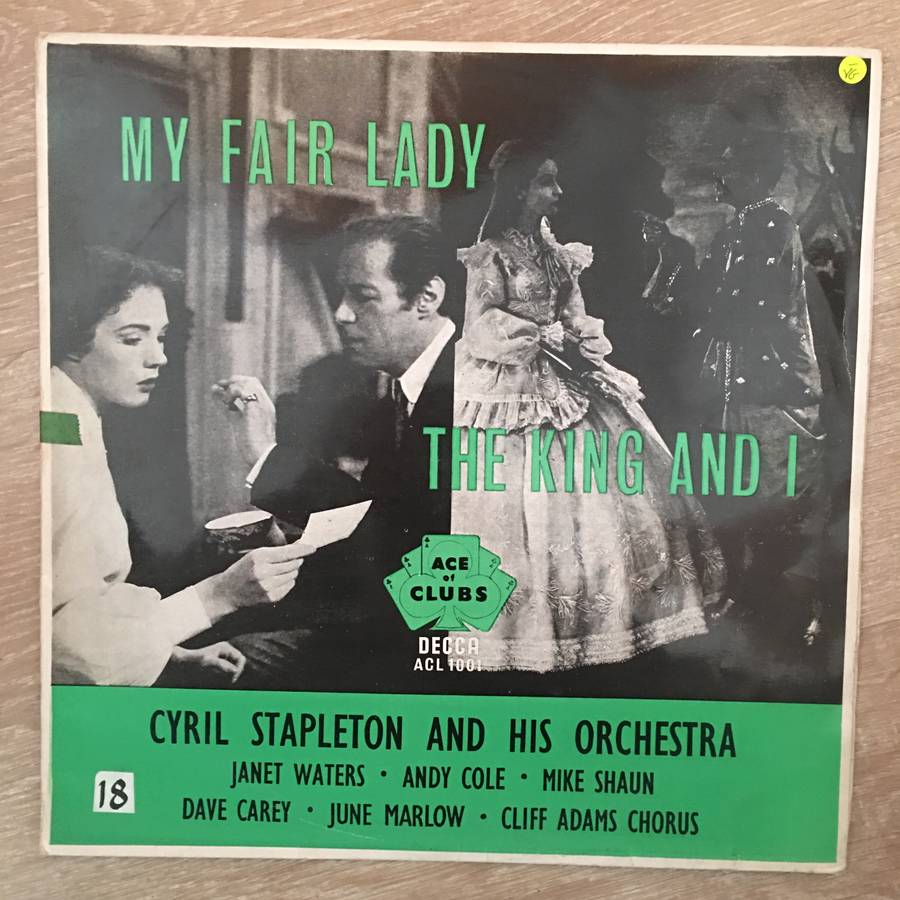 VG
MY FAIR LADY
THE KING AND I
ACE
of
CLUBS
DECCA
ACL 1001
CYRIL STAPLETON AND HIS ORCHESTRA
JANET WATERS • ANDY COLE • MIKE SHAUN
18
DAVE CAREY • JUNE MARLOW • CLIFF ADAMS CHORUS